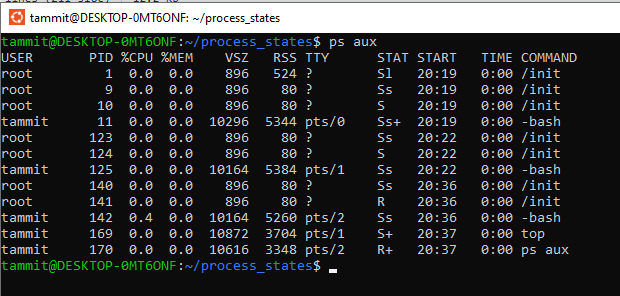 tammit@DESKTOP-0MT6ONF: ~/process_states
tammit@DESKTOP-0MT6ONF:~/process_states$ ps aux
USER       PID %CPU %MEM    VSZ   RSS TTY      STAT START   TIME COMMAND
root         1  0.0  0.0    896   524 ?        Sl   20:19   0:00 /init
root         9  0.0  0.0    896    80 ?        Ss   20:19   0:00 /init
root        10  0.0  0.0    896    80 ?        S    20:19   0:00 /init
tammit      11  0.0  0.0  10296  5344 pts/0    Ss+  20:19   0:00 -bash
root       123  0.0  0.0    896    80 ?        Ss   20:22   0:00 /init
root       124  0.0  0.0    896    80 ?        S    20:22   0:00 /init
tammit     125  0.0  0.0  10164  5384 pts/1    Ss   20:22   0:00 -bash
root       140  0.0  0.0    896    80 ?        Ss   20:36   0:00 /init
root       141  0.0  0.0    896    80 ?        R    20:36   0:00 /init
tammit     142  0.4  0.0  10164  5260 pts/2    Ss   20:36   0:00 -bash
tammit     169  0.0  0.0  10872  3704 pts/1    S+   20:37   0:00 top
tammit     170  0.0  0.0  10616  3348 pts/2    R+   20:37   0:00 ps aux
tammit@DESKTOP-0MT6ONF:~/process_states$